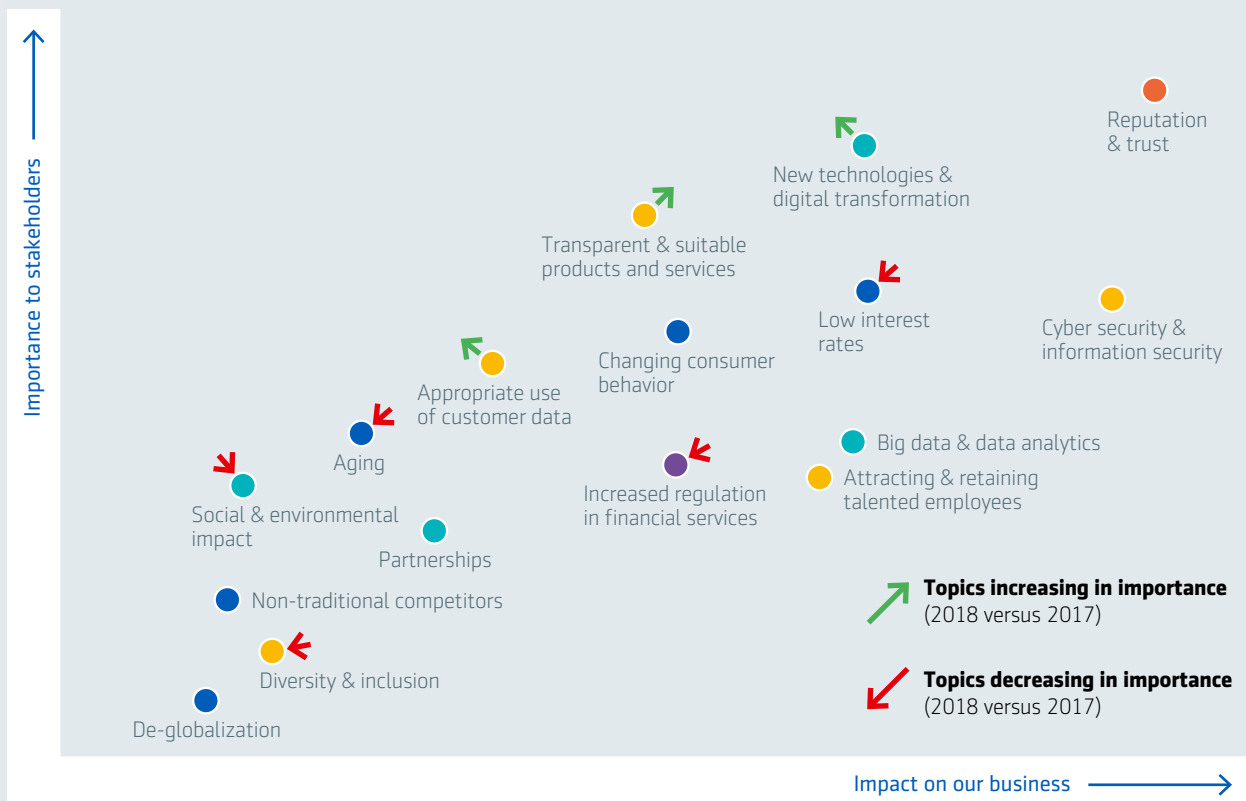 Importance to stakeholders
Reputation
& trust
New technologies &
digital transformation
Transparent & suitable
products and services
Low interest
rates
Cyber security &
information security
Changing consumer
behavior
Appropriate use
of customer data
Aging
Big data & data analytics
Attracting & retaining
talented employees
Increased regulation
in financial services
Social & environmental
impact
Partnerships
Non-traditional competitors
Diversity & inclusion
De-globalization
Topics increasing in importance
(2018 versus 2017)
Topics decreasing in importance
(2018 versus 2017)
Impact on our business